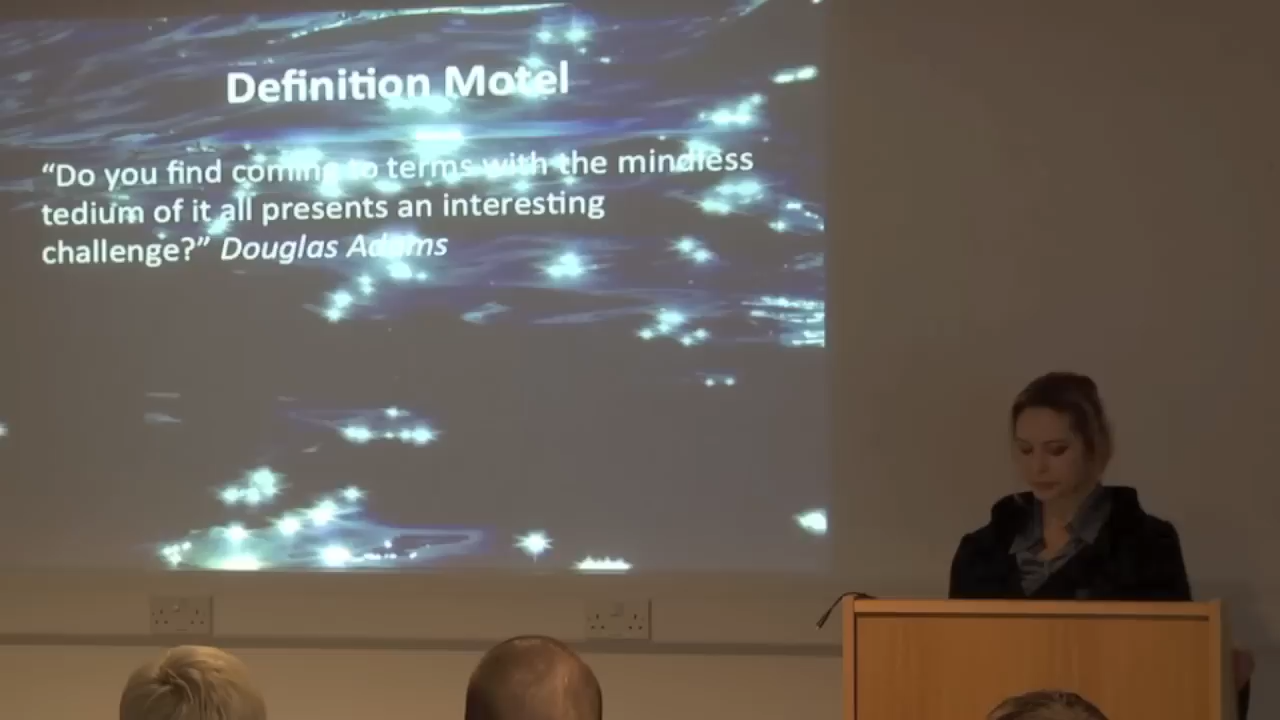 Definition Motel
“Do you find coming to terms with the mindless
tedium of it all presents an interesting
challenge?” Douglas Adams